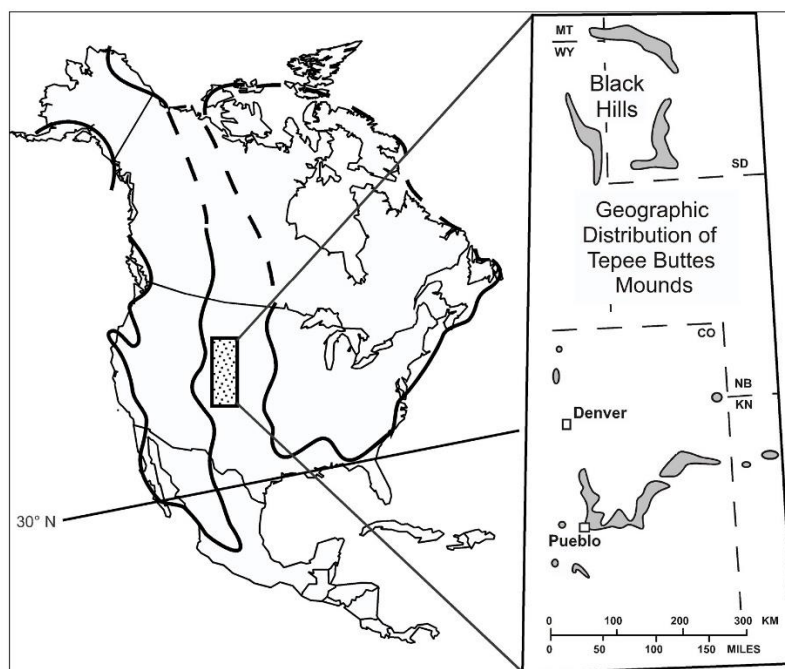 30° N
MT
WY
Black
Hills
SD
Geographic
Distribution of
Tepee Buttes
Mounds
CO
NB
KN
Denver
Pueblo
0 100 200 300 KM
0 50 100 150 MILES